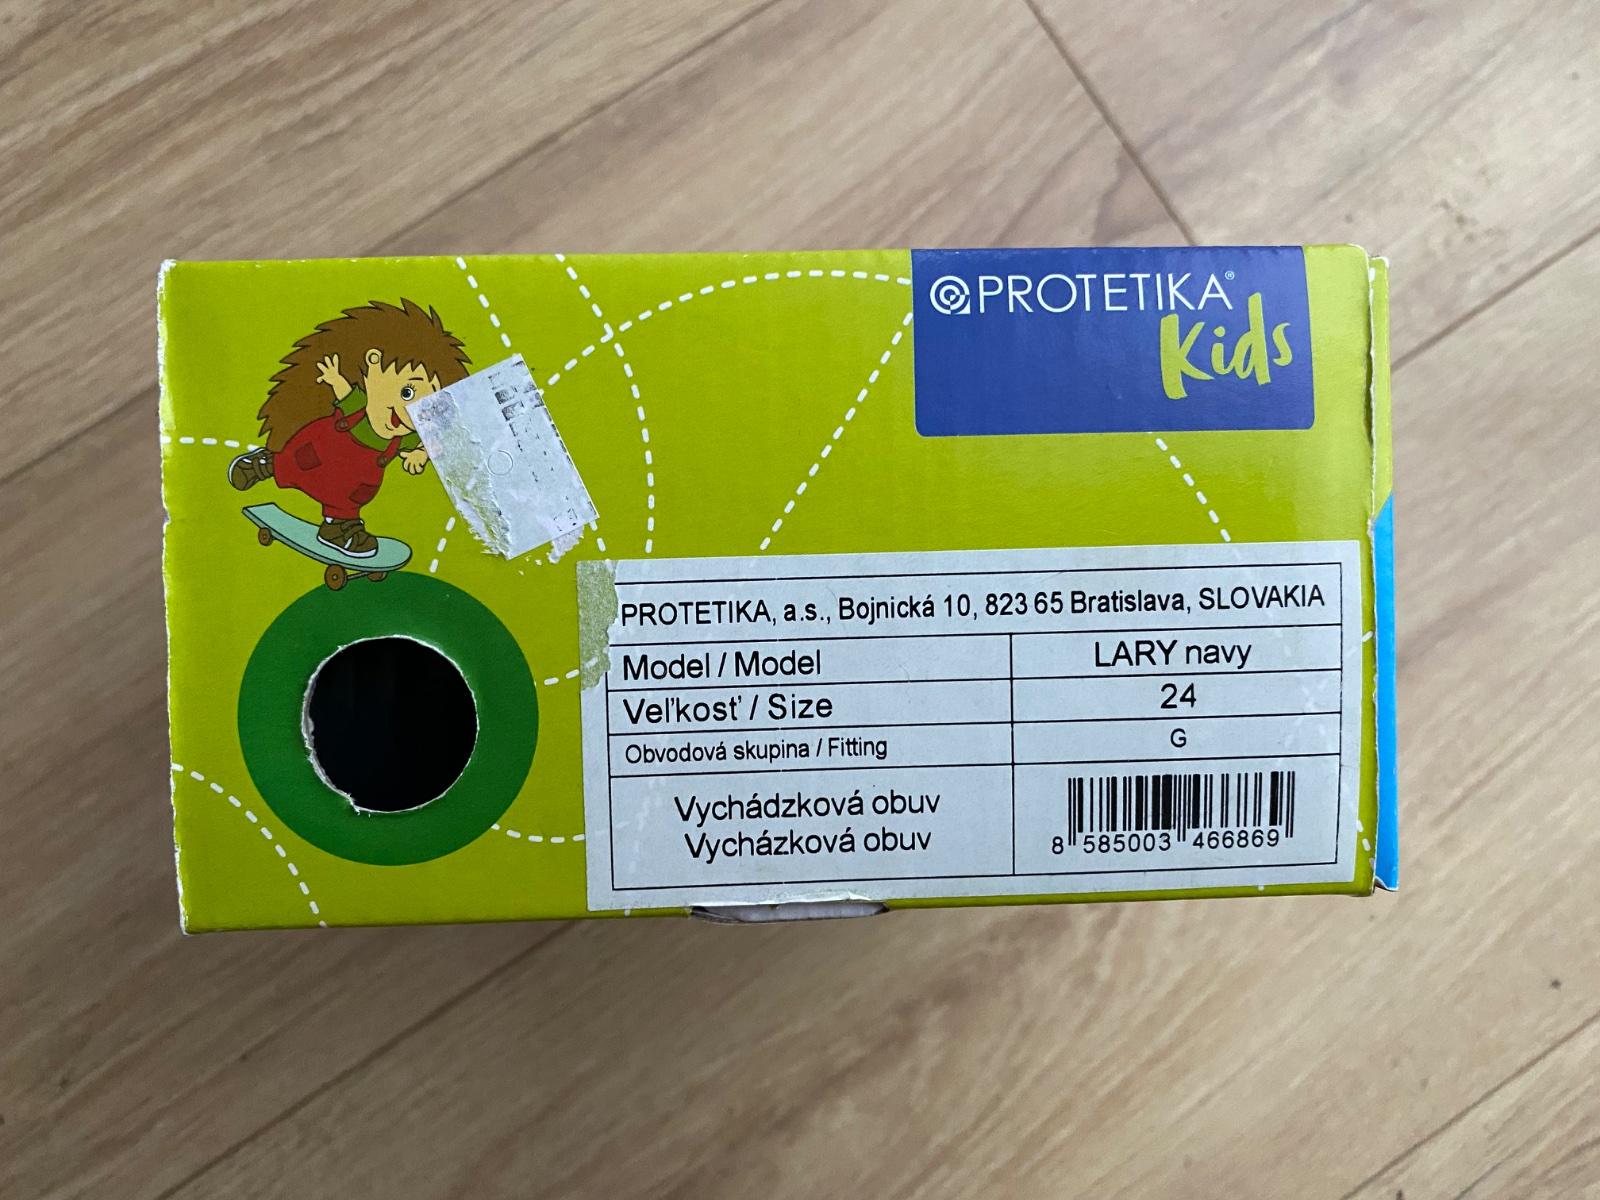 PROTETIKA®
Kids
PROTETIKA, a.s., Bojnická 10, 823 65 Bratislava, SLOVAKIA
Model / Model LARY navy
Veľkosť / Size 24
Obvodová skupina / Fitting G
Vychádzková obuv
Vycházková obuv
8 585003 466869